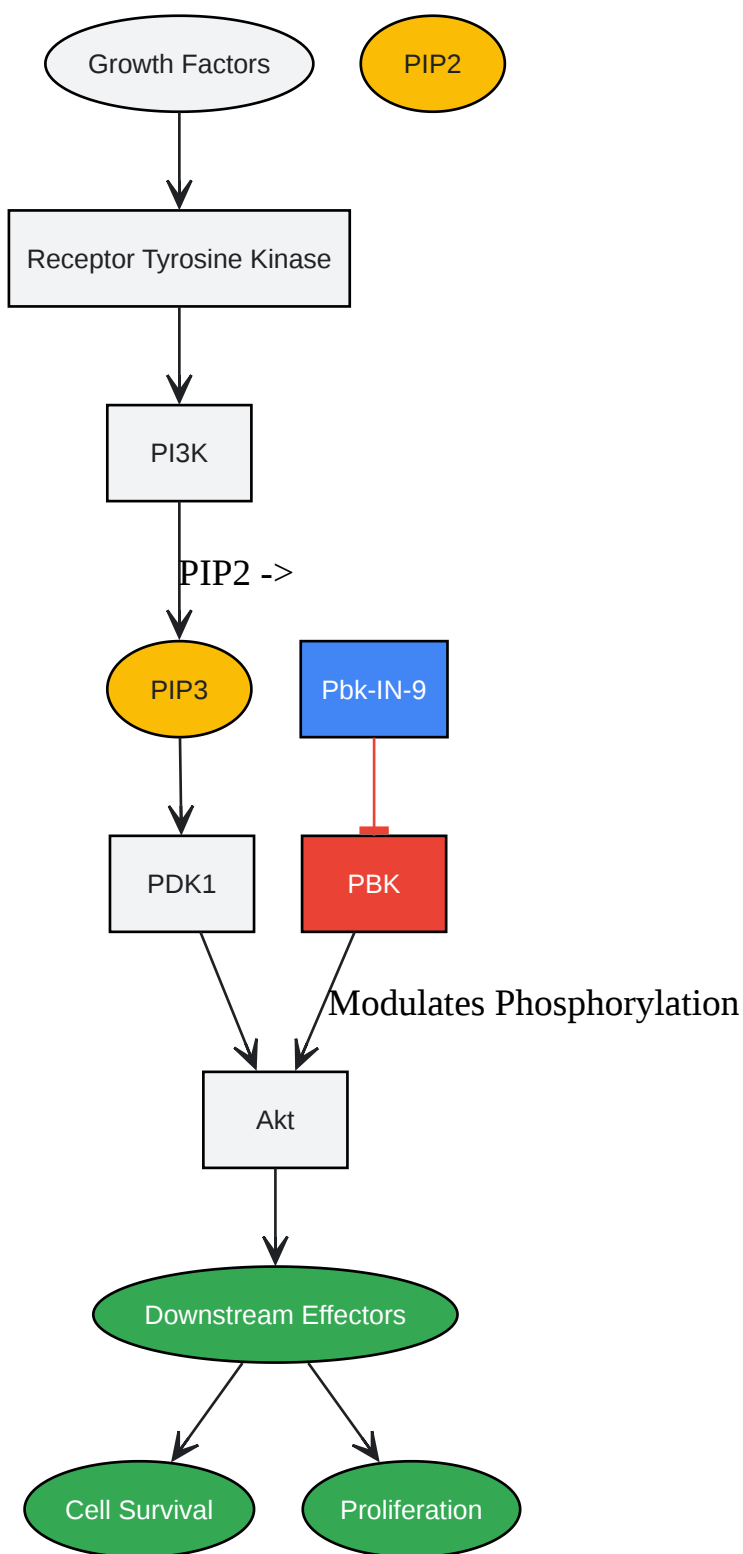 Growth Factors
PIP2
Receptor Tyrosine Kinase
PI3K
PIP2 ->
PIP3
Pbk-IN-9
PDK1
PBK
Modulates Phosphorylation
Akt
Downstream Effectors
Cell Survival
Proliferation